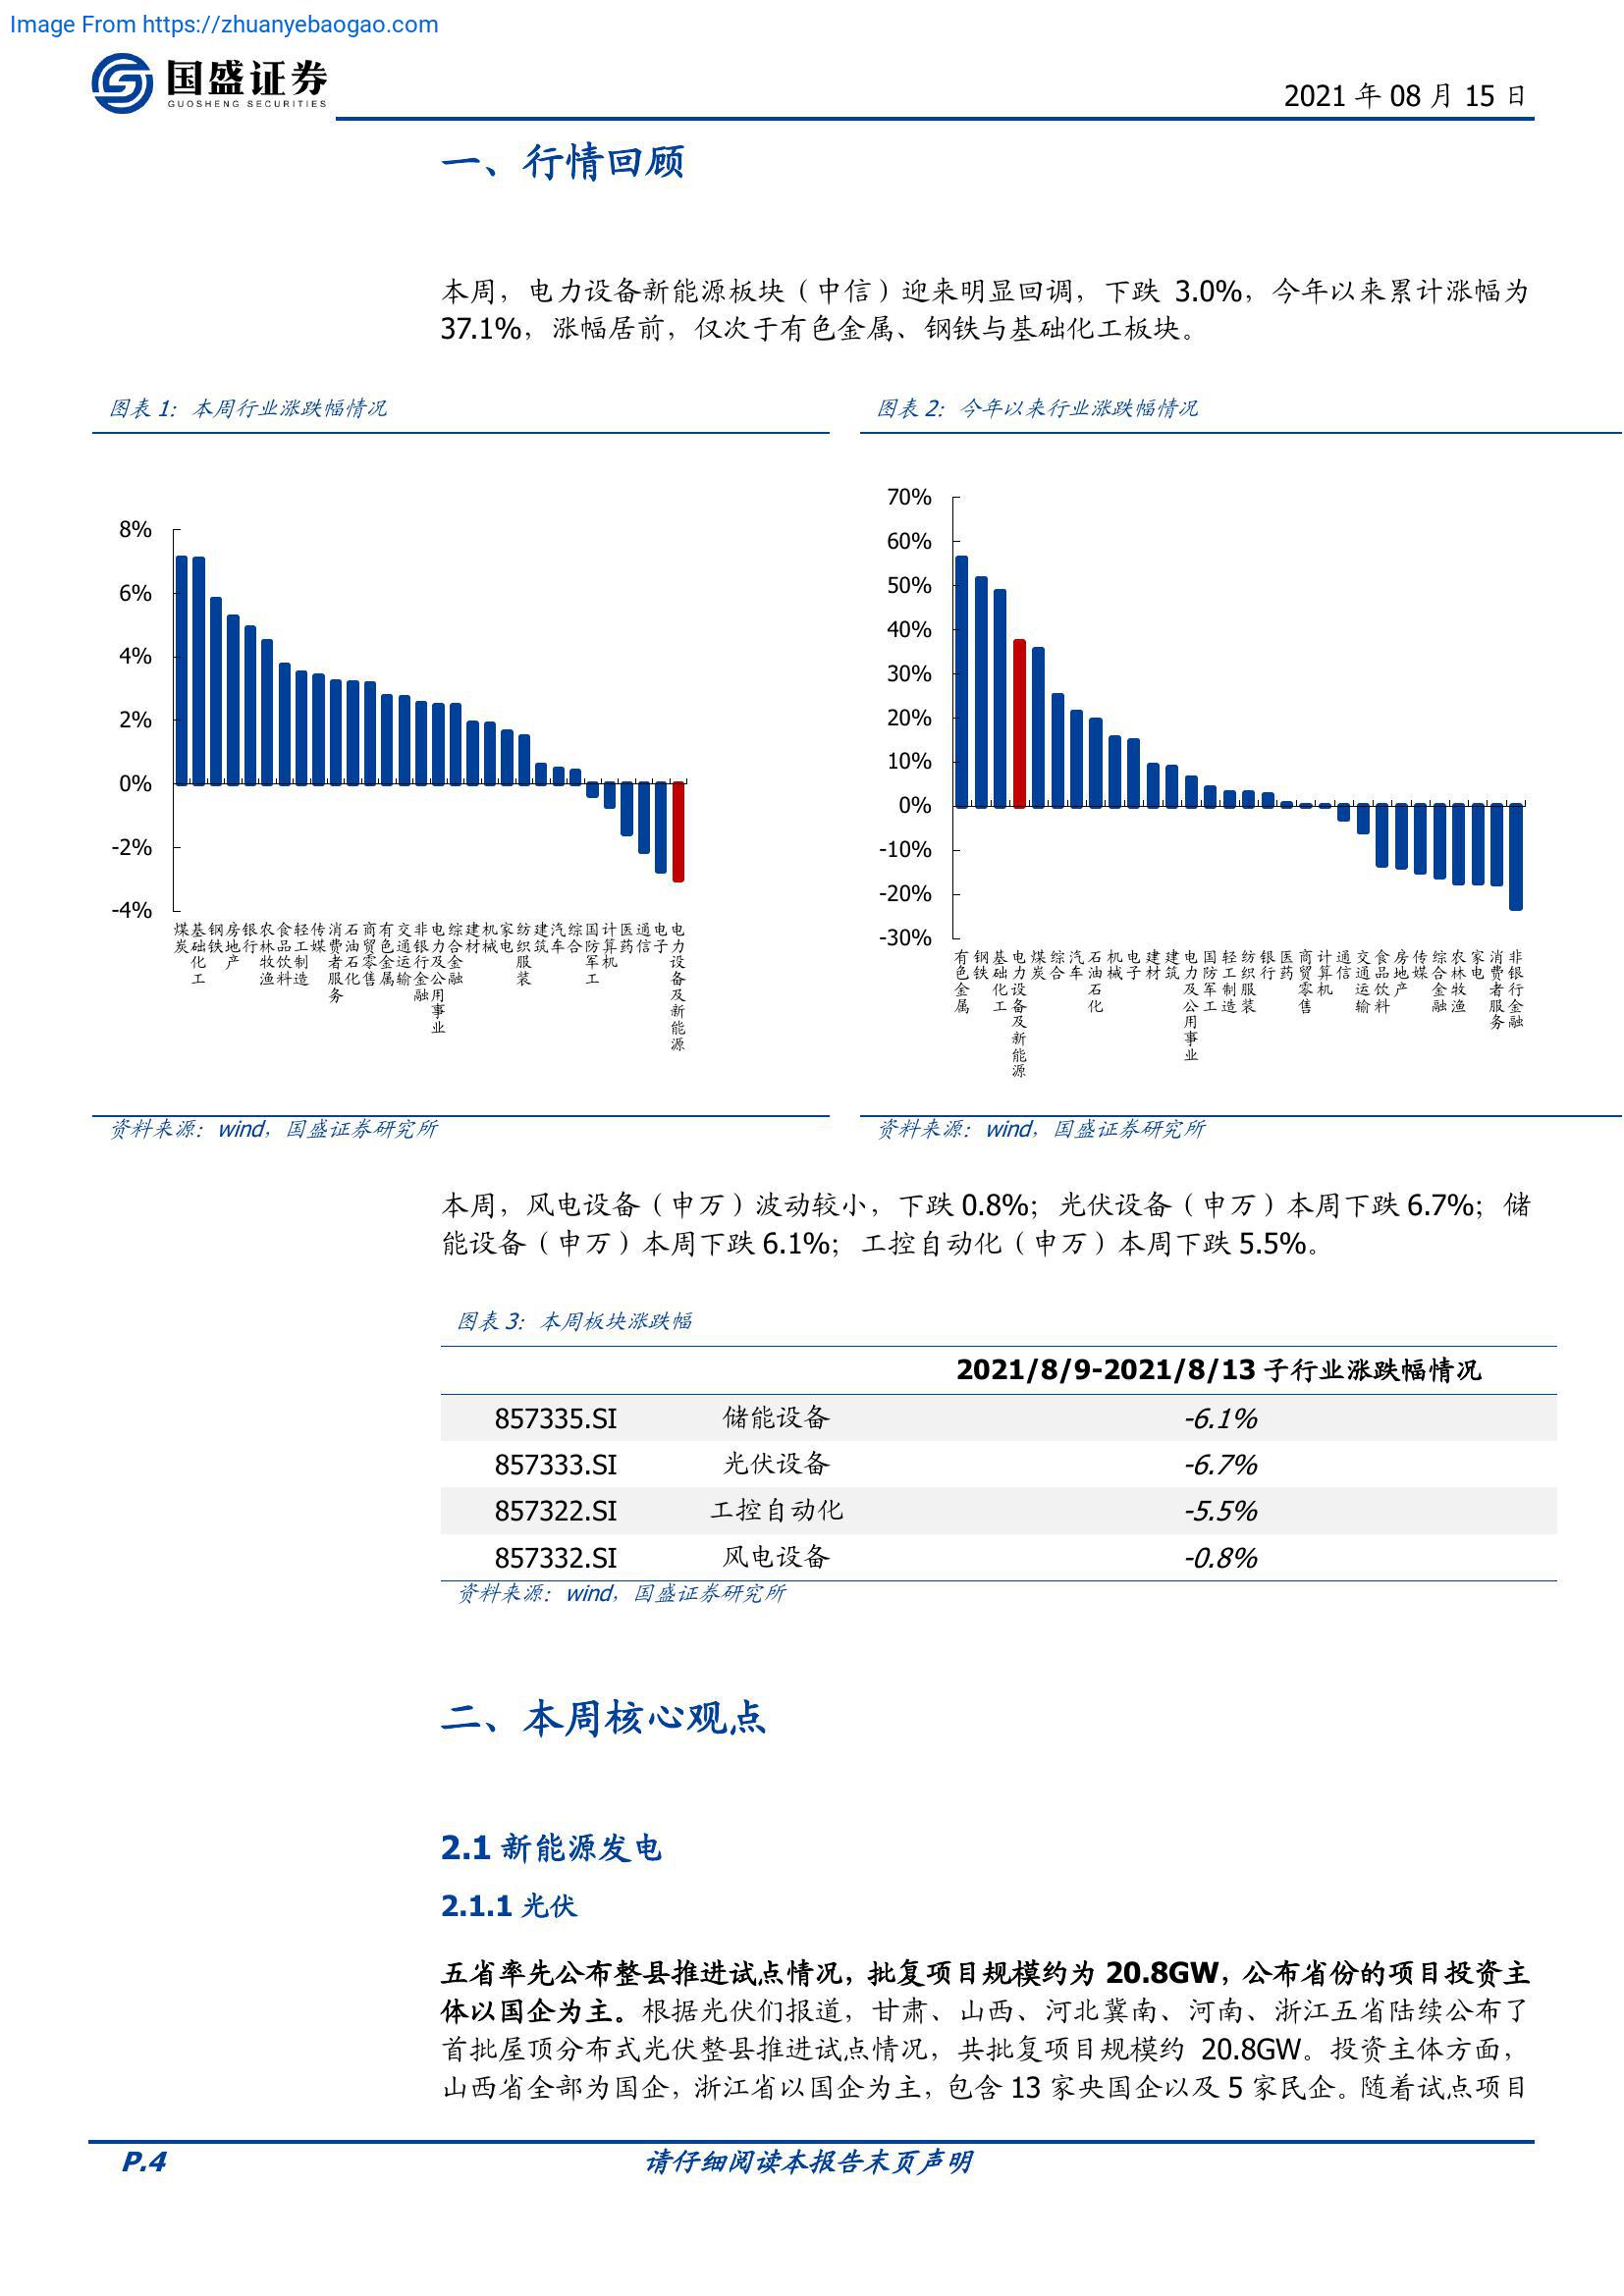 Image From https://zhuanyebaogao.com
国盛证券
GUOSHENG SECURITIES
2021 年 08 月 15 日
一、行情回顾
本周，电力设备新能源板块（中信）迎来明显回调，下跌 3.0%，今年以来累计涨幅为
37.1%，涨幅居前，仅次于有色金属、钢铁与基础化工板块。
图表 1：本周行业涨跌幅情况
8%
6%
4%
2%
0%
-2%
-4%
煤炭
基础化工
钢铁
房地产
银行
农林牧渔
食品饮料
轻工制造
传媒
消费者服务
石油石化
商贸零售
有色金属
交通运输
非银行金融
电力及公用事业
综合金融
建材
机械
家电
纺织服装
建筑
汽车
综合
国防军工
计算机
医药
通信
电子
电力设备及新能源
资料来源：wind，国盛证券研究所
图表 2：今年以来行业涨跌幅情况
70%
60%
50%
40%
30%
20%
10%
0%
-10%
-20%
-30%
有色金属
钢铁
基础化工
电力设备及新能源
煤炭
综合
汽车
石油石化
机械
电子
建材
建筑
电力及公用事业
国防军工
轻工制造
纺织服装
银行
医药
商贸零售
计算机
通信
交通运输
食品饮料
房地产
传媒
综合金融
农林牧渔
家电
消费者服务
非银行金融
资料来源：wind，国盛证券研究所
本周，风电设备（申万）波动较小，下跌 0.8%；光伏设备（申万）本周下跌 6.7%；储
能设备（申万）本周下跌 6.1%；工控自动化（申万）本周下跌 5.5%。
图表 3：本周板块涨跌幅
2021/8/9-2021/8/13 子行业涨跌幅情况
857335.SI 储能设备 -6.1%
857333.SI 光伏设备 -6.7%
857322.SI 工控自动化 -5.5%
857332.SI 风电设备 -0.8%
资料来源：wind，国盛证券研究所
二、本周核心观点
2.1 新能源发电
2.1.1 光伏
五省率先公布整县推进试点情况，批复项目规模约为 20.8GW，公布省份的项目投资主
体以国企为主。根据光伏们报道，甘肃、山西、河北冀南、河南、浙江五省陆续公布了
首批屋顶分布式光伏整县推进试点情况，共批复项目规模约 20.8GW。投资主体方面，
山西省全部为国企，浙江省以国企为主，包含 13 家央国企以及 5 家民企。随着试点项目
P.4
请仔细阅读本报告末页声明